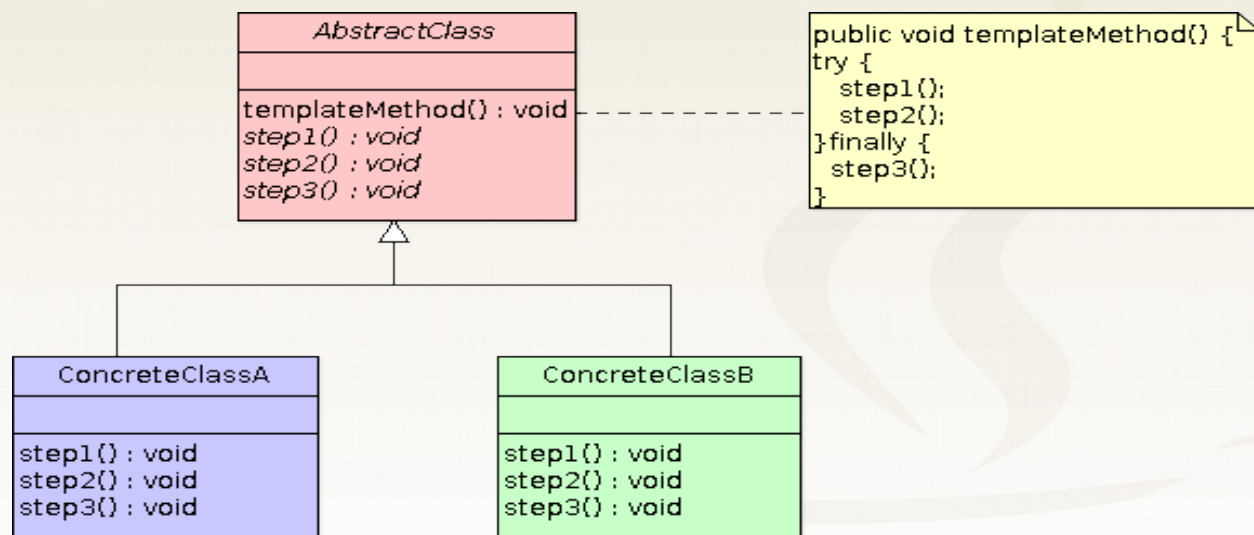 AbstractClass
templateMethod() : void
step1() : void
step2() : void
step3() : void
public void templateMethod() {
try {
step1();
step2();
}finally {
step3();
}
ConcreteClassA
step1() : void
step2() : void
step3() : void
ConcreteClassB
step1() : void
step2() : void
step3() : void